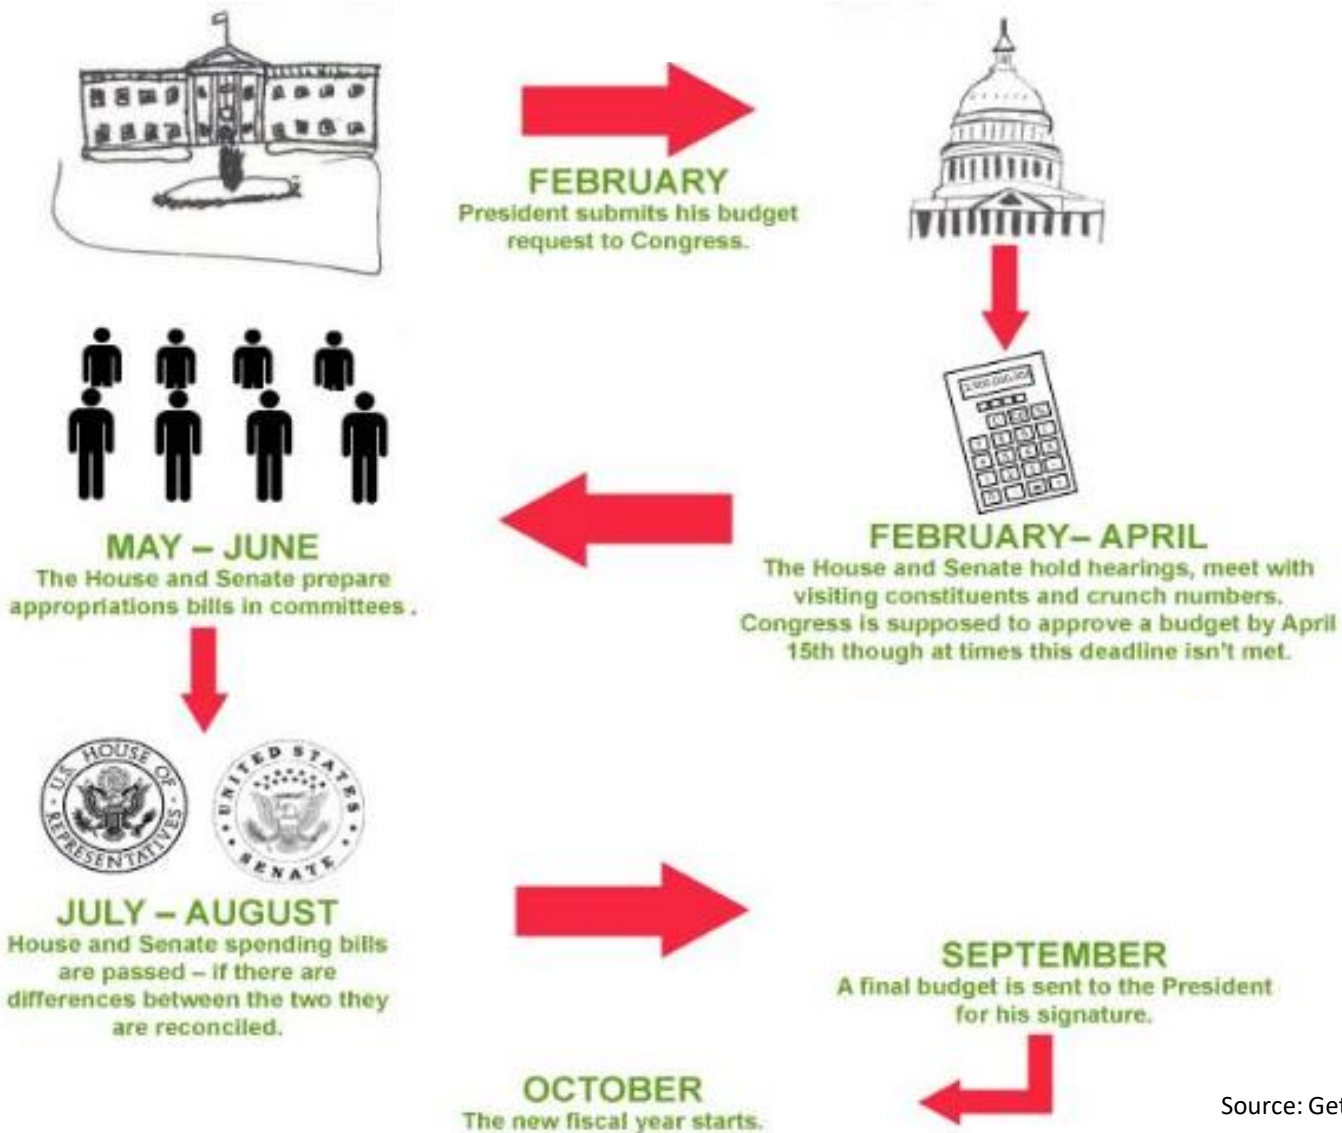 FEBRUARY
President submits his budget
request to Congress.
FEBRUARY– APRIL
The House and Senate hold hearings, meet with
visiting constituents and crunch numbers.
Congress is supposed to approve a budget by April
15th though at times this deadline isn't met.
MAY – JUNE
The House and Senate prepare
appropriations bills in committees .
U.S. HOUSE OF
REPRESENTATIVES
UNITED STATES
SENATE
JULY – AUGUST
House and Senate spending bills
are passed – if there are
differences between the two they
are reconciled.
SEPTEMBER
A final budget is sent to the President
for his signature.
OCTOBER
The new fiscal year starts.
Source: